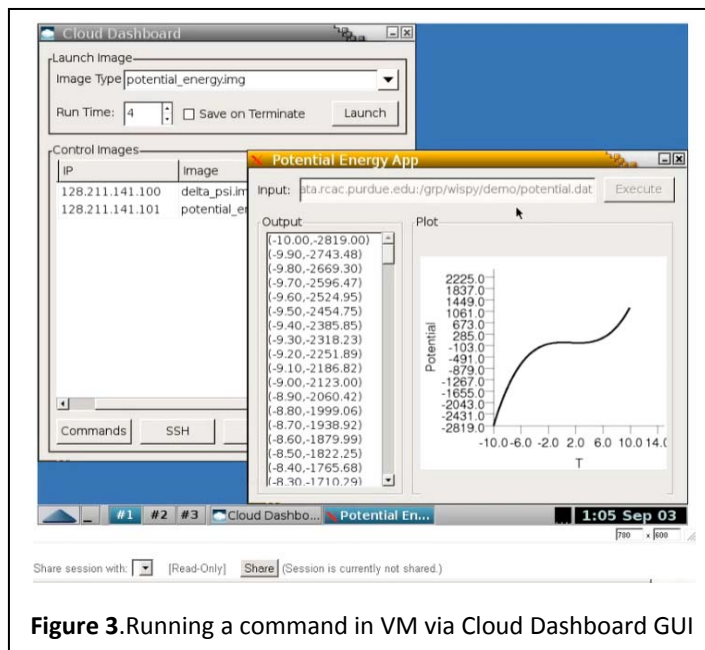 Cloud Dashboard
Launch Image
Image Type potential_energy.img
Run Time: 4 Save on Terminate Launch
Control Images
IP Image
128.211.141.100 delta_psi.im
128.211.141.101 potential_e
Commands SSH
Potential Energy App
Input: ata.rcac.purdue.edu:/grp/wispy/demo/potential.dat Execute
Output
(-10.00,-2819.00)
(-9.90,-2743.48)
(-9.80,-2669.30)
(-9.70,-2596.47)
(-9.60,-2524.95)
(-9.50,-2454.75)
(-9.40,-2385.85)
(-9.30,-2318.23)
(-9.20,-2251.89)
(-9.10,-2186.82)
(-9.00,-2123.00)
(-8.90,-2060.42)
(-8.80,-1999.06)
(-8.70,-1938.92)
(-8.60,-1879.99)
(-8.50,-1822.25)
(-8.40,-1765.68)
(-8.30,-1710.29)
Plot
Potential
2225.0
1837.0
1449.0
1061.0
673.0
285.0
-103.0
-491.0
-879.0
-1267.0
-1655.0
-2043.0
-2431.0
-2819.0
-10.0 -6.0 -2.0 2.0 6.0 10.0 14.
T
#1 #2 #3 Cloud Dashbo... Potential En... 1:05 Sep 03
700 x 600
Share session with: [Read-Only] Share (Session is currently not shared.)
Figure 3.Running a command in VM via Cloud Dashboard GUI